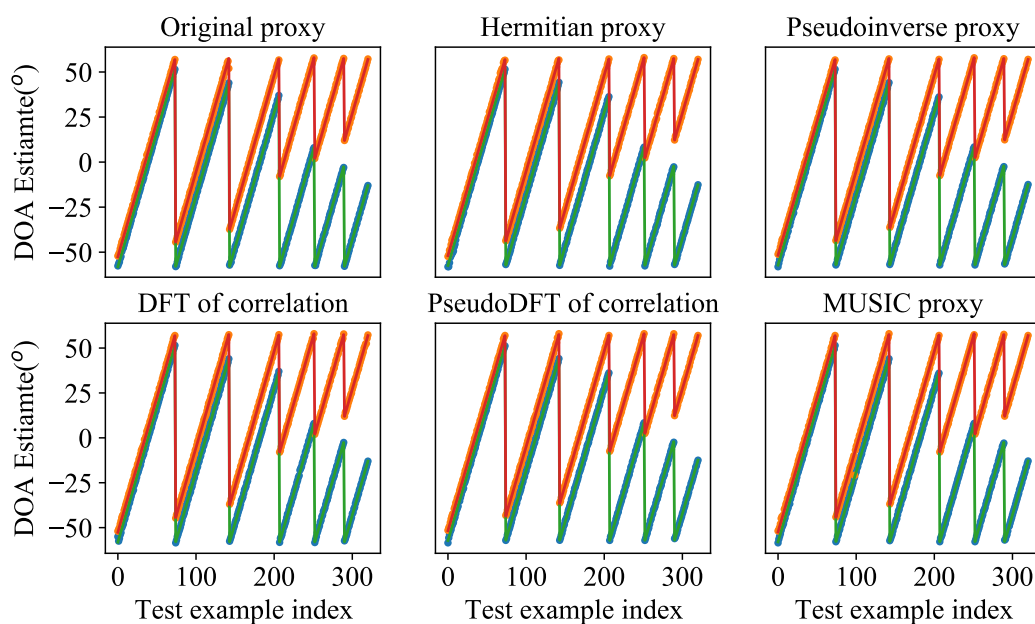 Original proxy
Hermitian proxy
Pseudoinverse proxy
DOA Estiamte(°)
50
25
0
−25
−50
DFT of correlation
PseudoDFT of correlation
MUSIC proxy
DOA Estiamte(°)
50
25
0
−25
−50
0 100 200 300
0 100 200 300
0 100 200 300
Test example index
Test example index
Test example index